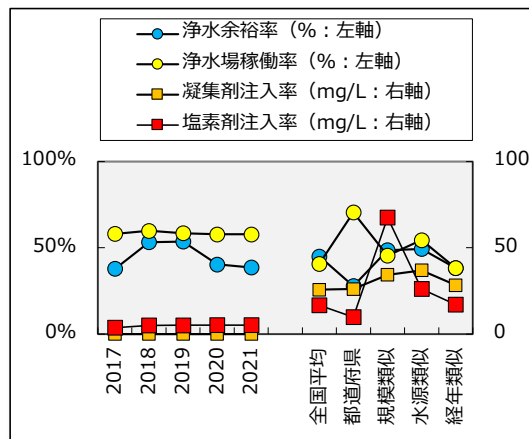 浄水余裕率（%：左軸）
浄水場稼働率（%：左軸）
凝集剤注入率（mg/L：右軸）
塩素剤注入率（mg/L：右軸）
100%
50%
0%
100
50
0
2017
2018
2019
2020
2021
全国平均
都道府県
規模類似
水源類似
経年類似